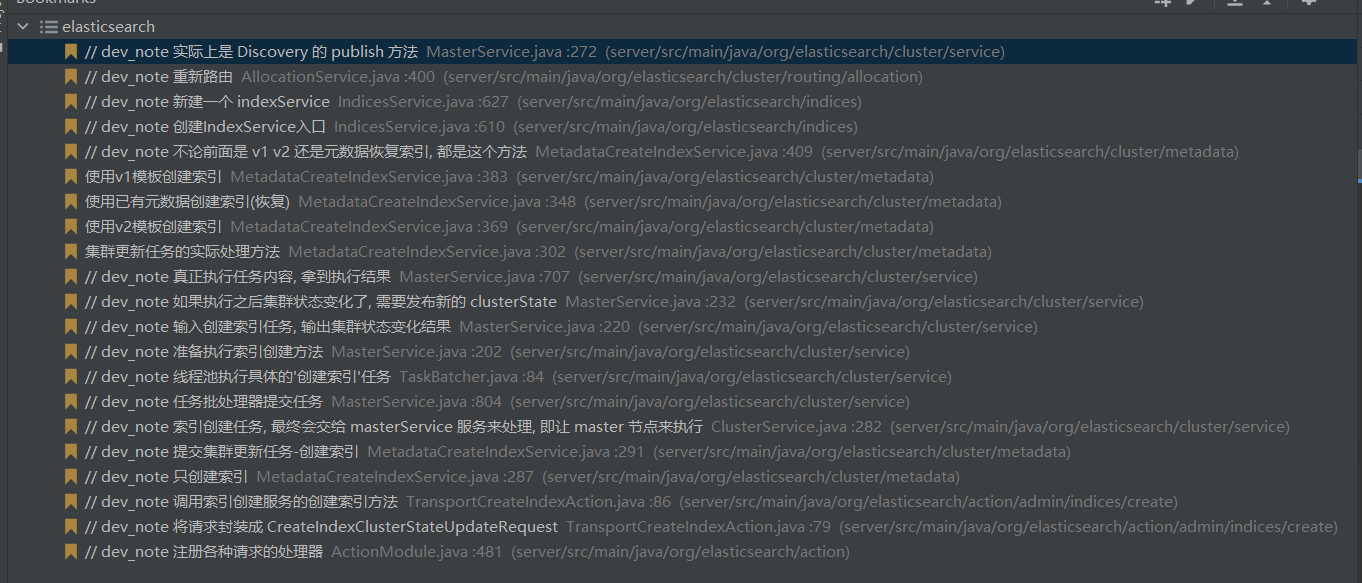 Bookmarks
elasticsearch
// dev_note 实际上是 Discovery 的 publish 方法 MasterService.java :272 (server/src/main/java/org/elasticsearch/cluster/service)
// dev_note 重新路由 AllocationService.java :400 (server/src/main/java/org/elasticsearch/cluster/routing/allocation)
// dev_note 新建一个 indexService IndicesService.java :627 (server/src/main/java/org/elasticsearch/indices)
// dev_note 创建IndexService入口 IndicesService.java :610 (server/src/main/java/org/elasticsearch/indices)
// dev_note 不论前面是 v1 v2 还是元数据恢复索引, 都是这个方法 MetadataCreateIndexService.java :409 (server/src/main/java/org/elasticsearch/cluster/metadata)
使用v1模板创建索引 MetadataCreateIndexService.java :383 (server/src/main/java/org/elasticsearch/cluster/metadata)
使用已有元数据创建索引(恢复) MetadataCreateIndexService.java :348 (server/src/main/java/org/elasticsearch/cluster/metadata)
使用v2模板创建索引 MetadataCreateIndexService.java :369 (server/src/main/java/org/elasticsearch/cluster/metadata)
集群更新任务的实际处理方法 MetadataCreateIndexService.java :302 (server/src/main/java/org/elasticsearch/cluster/metadata)
// dev_note 真正执行任务内容, 拿到执行结果 MasterService.java :707 (server/src/main/java/org/elasticsearch/cluster/service)
// dev_note 如果执行之后集群状态变化了, 需要发布新的 clusterState MasterService.java :232 (server/src/main/java/org/elasticsearch/cluster/service)
// dev_note 输入创建索引任务, 输出集群状态变化结果 MasterService.java :220 (server/src/main/java/org/elasticsearch/cluster/service)
// dev_note 准备执行索引创建方法 MasterService.java :202 (server/src/main/java/org/elasticsearch/cluster/service)
// dev_note 线程池执行具体的'创建索引'任务 TaskBatcher.java :84 (server/src/main/java/org/elasticsearch/cluster/service)
// dev_note 任务批处理器提交任务 MasterService.java :804 (server/src/main/java/org/elasticsearch/cluster/service)
// dev_note 索引创建任务, 最终会交给 masterService 服务来处理, 即让 master 节点来执行 ClusterService.java :282 (server/src/main/java/org/elasticsearch/cluster/service)
// dev_note 提交集群更新任务-创建索引 MetadataCreateIndexService.java :291 (server/src/main/java/org/elasticsearch/cluster/metadata)
// dev_note 只创建索引 MetadataCreateIndexService.java :287 (server/src/main/java/org/elasticsearch/cluster/metadata)
// dev_note 调用索引创建服务的创建索引方法 TransportCreateIndexAction.java :86 (server/src/main/java/org/elasticsearch/action/admin/indices/create)
// dev_note 将请求封装成 CreateIndexClusterStateUpdateRequest TransportCreateIndexAction.java :79 (server/src/main/java/org/elasticsearch/action/admin/indices/create)
// dev_note 注册各种请求的处理器 ActionModule.java :481 (server/src/main/java/org/elasticsearch/action)